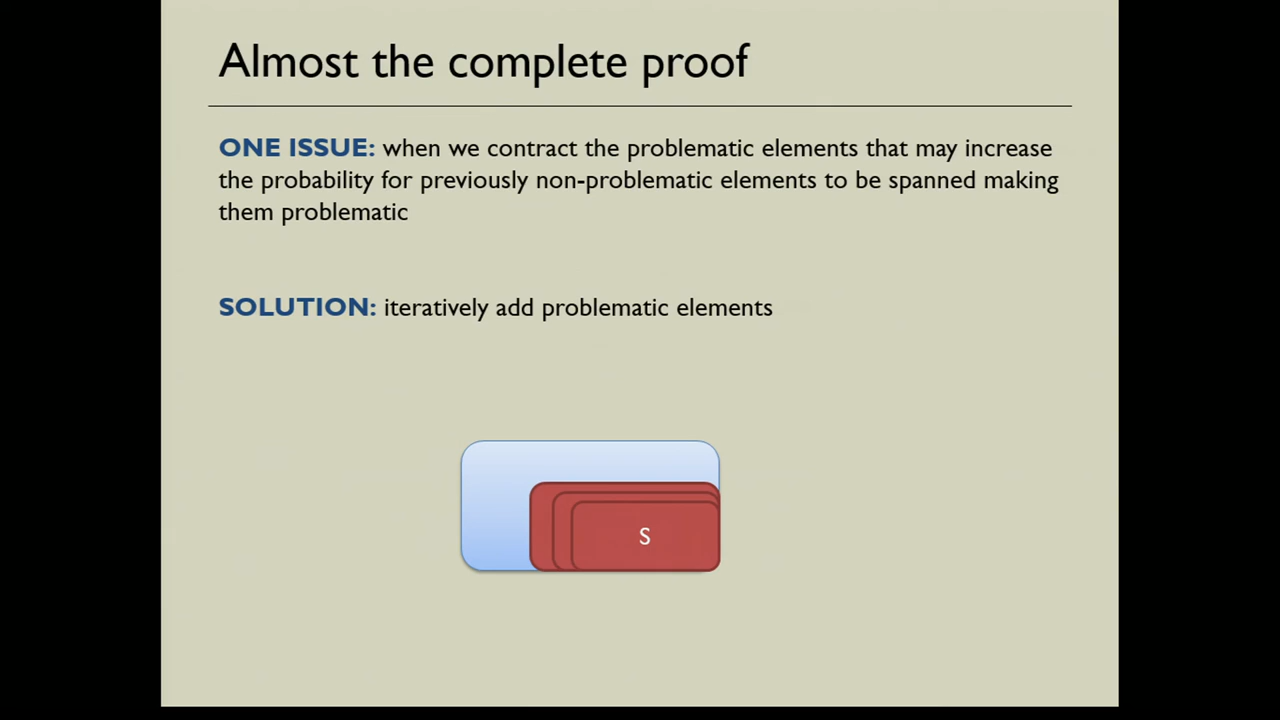 Almost the complete proof
ONE ISSUE: when we contract the problematic elements that may increase
the probability for previously non-problematic elements to be spanned making
them problematic
SOLUTION: iteratively add problematic elements
S